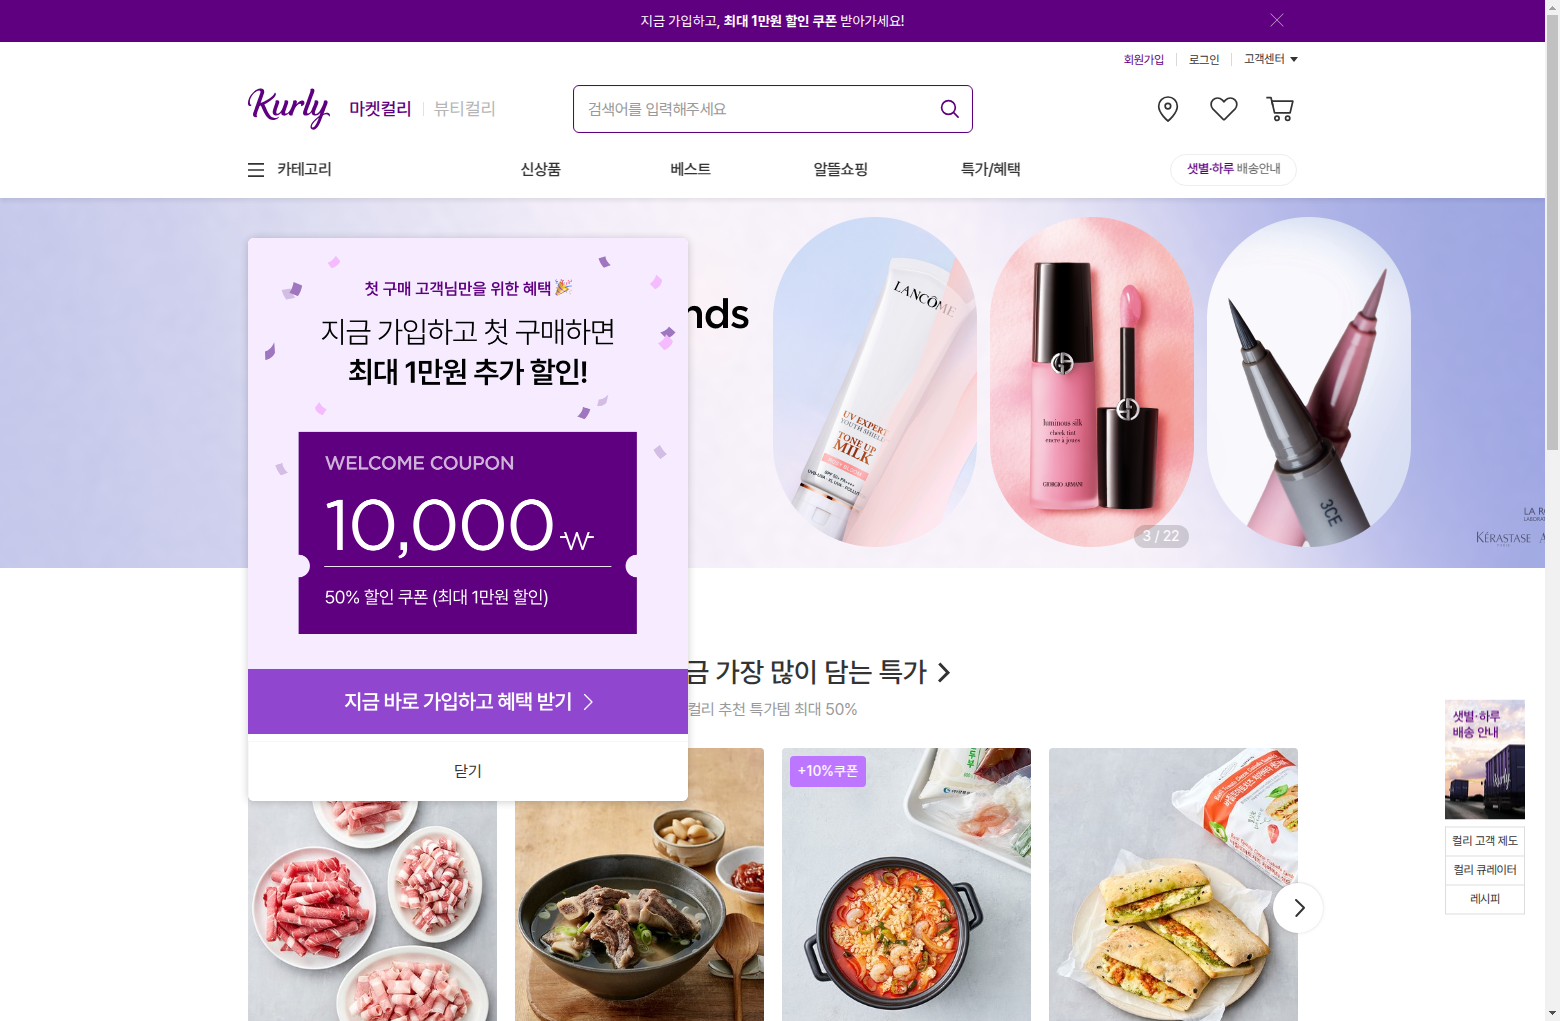 지금 가입하고, 최대 1만원 할인 쿠폰 받아가세요!
회원가입
로그인
고객센터
Kurly
마켓컬리
뷰티컬리
검색어를 입력해주세요
카테고리
신상품
베스트
알뜰쇼핑
특가/혜택
샛별·하루 배송안내
첫 구매 고객님만을 위한 혜택
지금 가입하고 첫 구매하면
최대 1만원 추가 할인!
WELCOME COUPON
10,000₩
50% 할인 쿠폰 (최대 1만원 할인)
지금 바로 가입하고 혜택 받기
닫기
nds
LANCÔME
UV EXPERT
YOUTH SHIELD
TONE UP
MILK
luminous silk
cheek tint
encre à joues
GIORGIO ARMANI
3CE
3 / 22
LA RO
KÉRASTASE
금 가장 많이 담는 특가
컬리 추천 특가템 최대 50%
+10%쿠폰
샛별·하루
배송 안내
Kurly
컬리 고객 제도
컬리 큐레이터
레시피